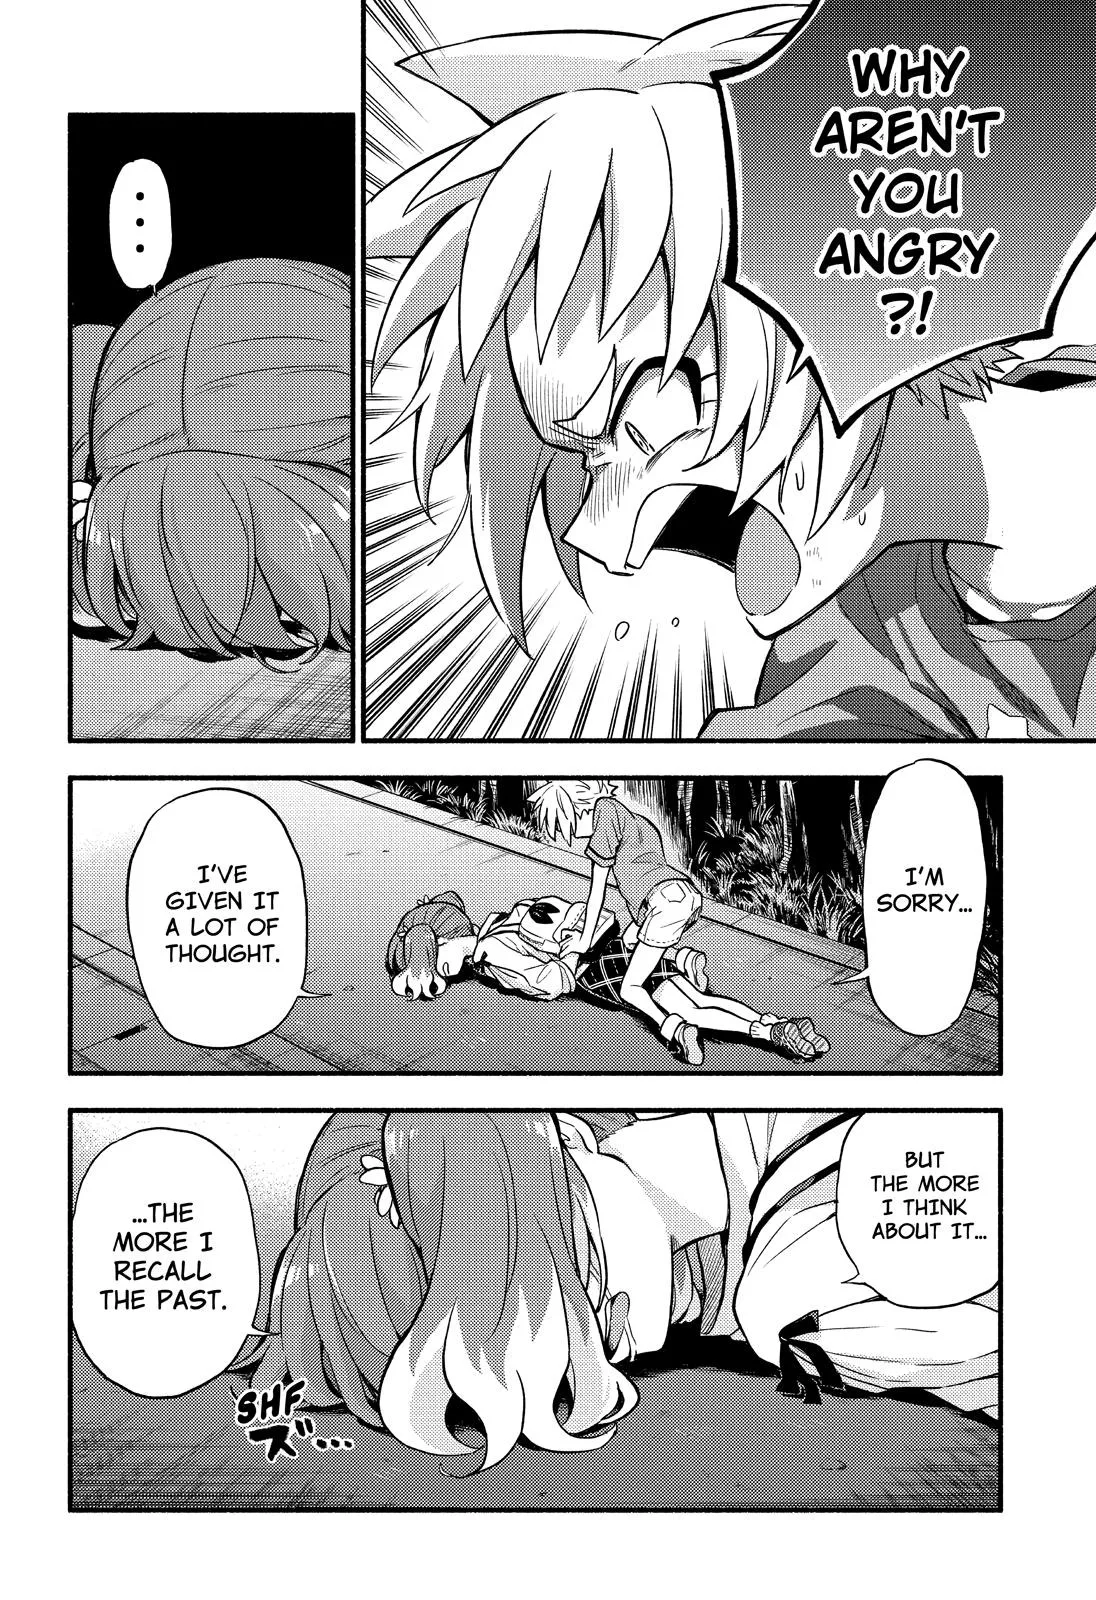 WHY
AREN'T
YOU
ANGRY
?!
...
I'M
SORRY...
I'VE
GIVEN IT
A LOT OF
THOUGHT.
BUT
THE MORE
I THINK
ABOUT IT...
...THE
MORE I
RECALL
THE PAST.
SHF
ズ...